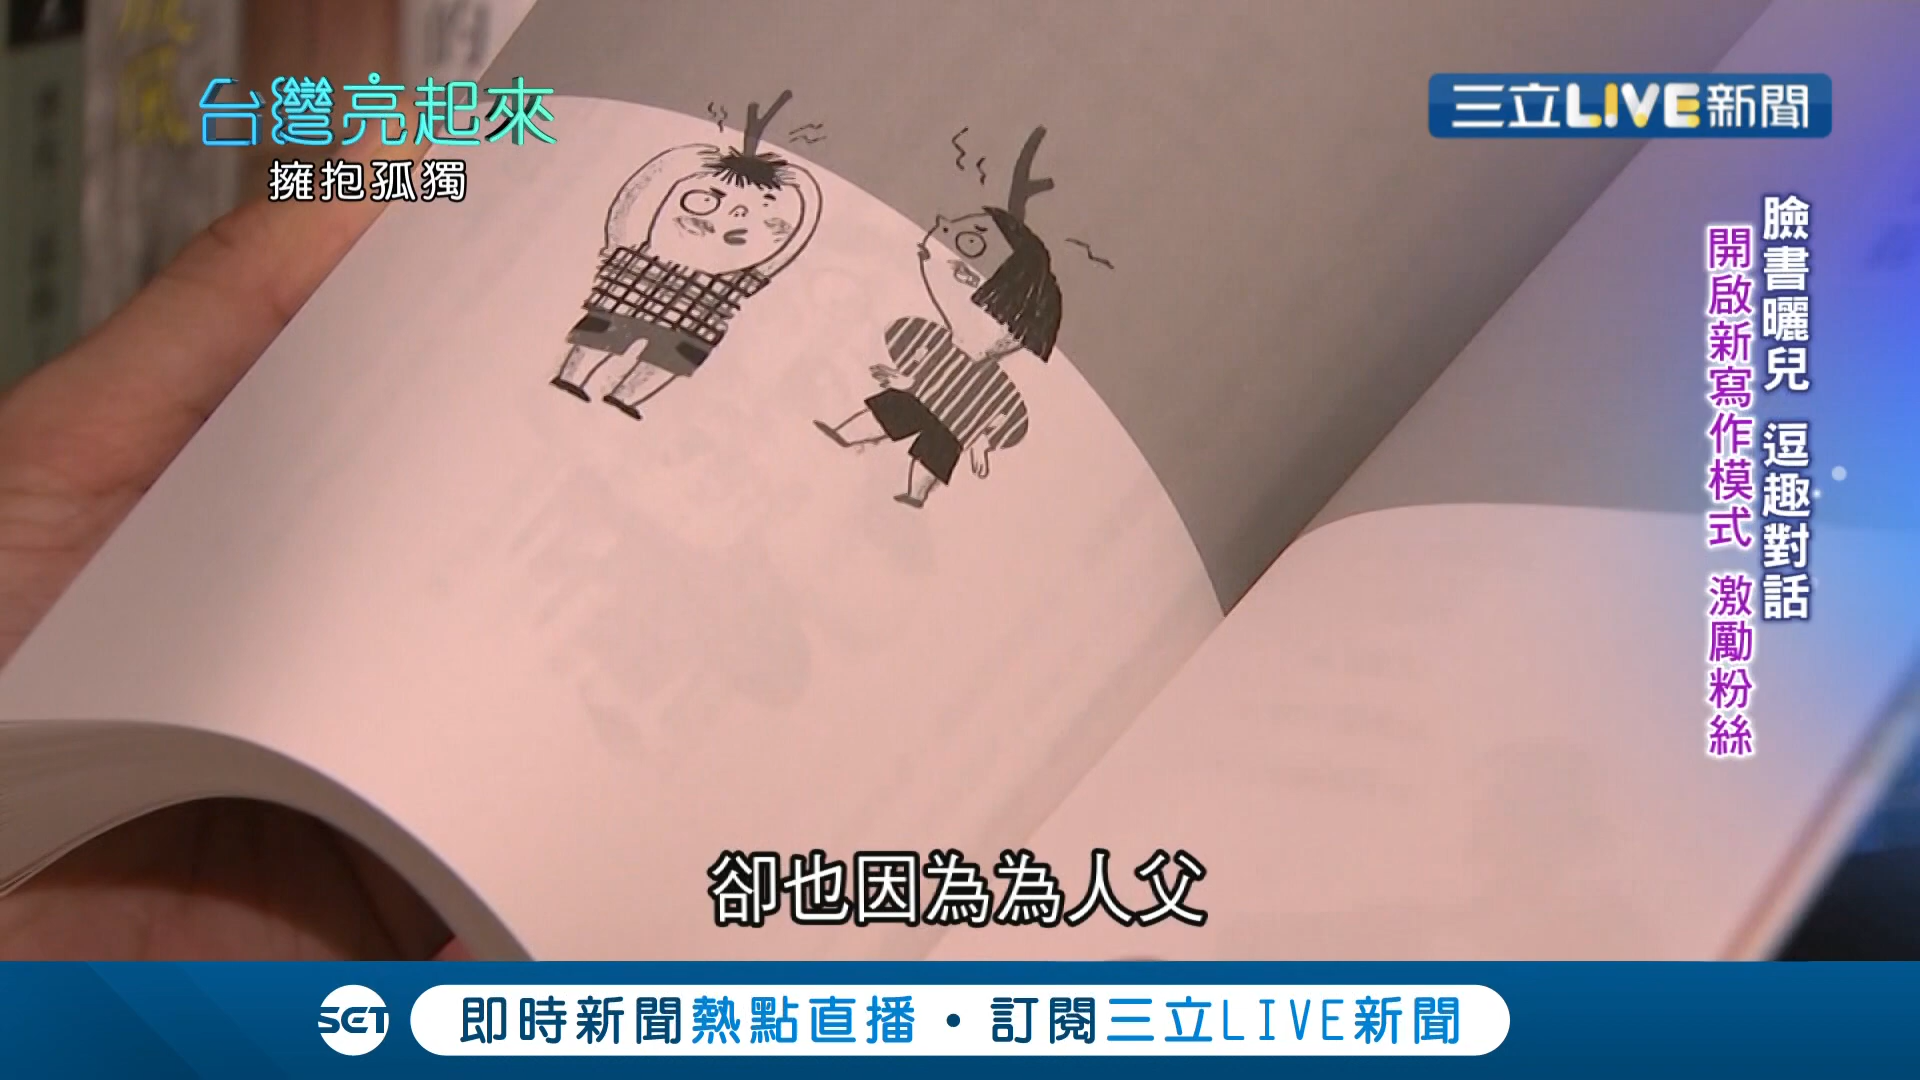 台灣亮起來
擁抱孤獨
三立LIVE新聞
臉書曬兒 逗趣對話
開啟新寫作模式 激勵粉絲
卻也因為為人父
SET
即時新聞熱點直播・訂閱三立LIVE新聞